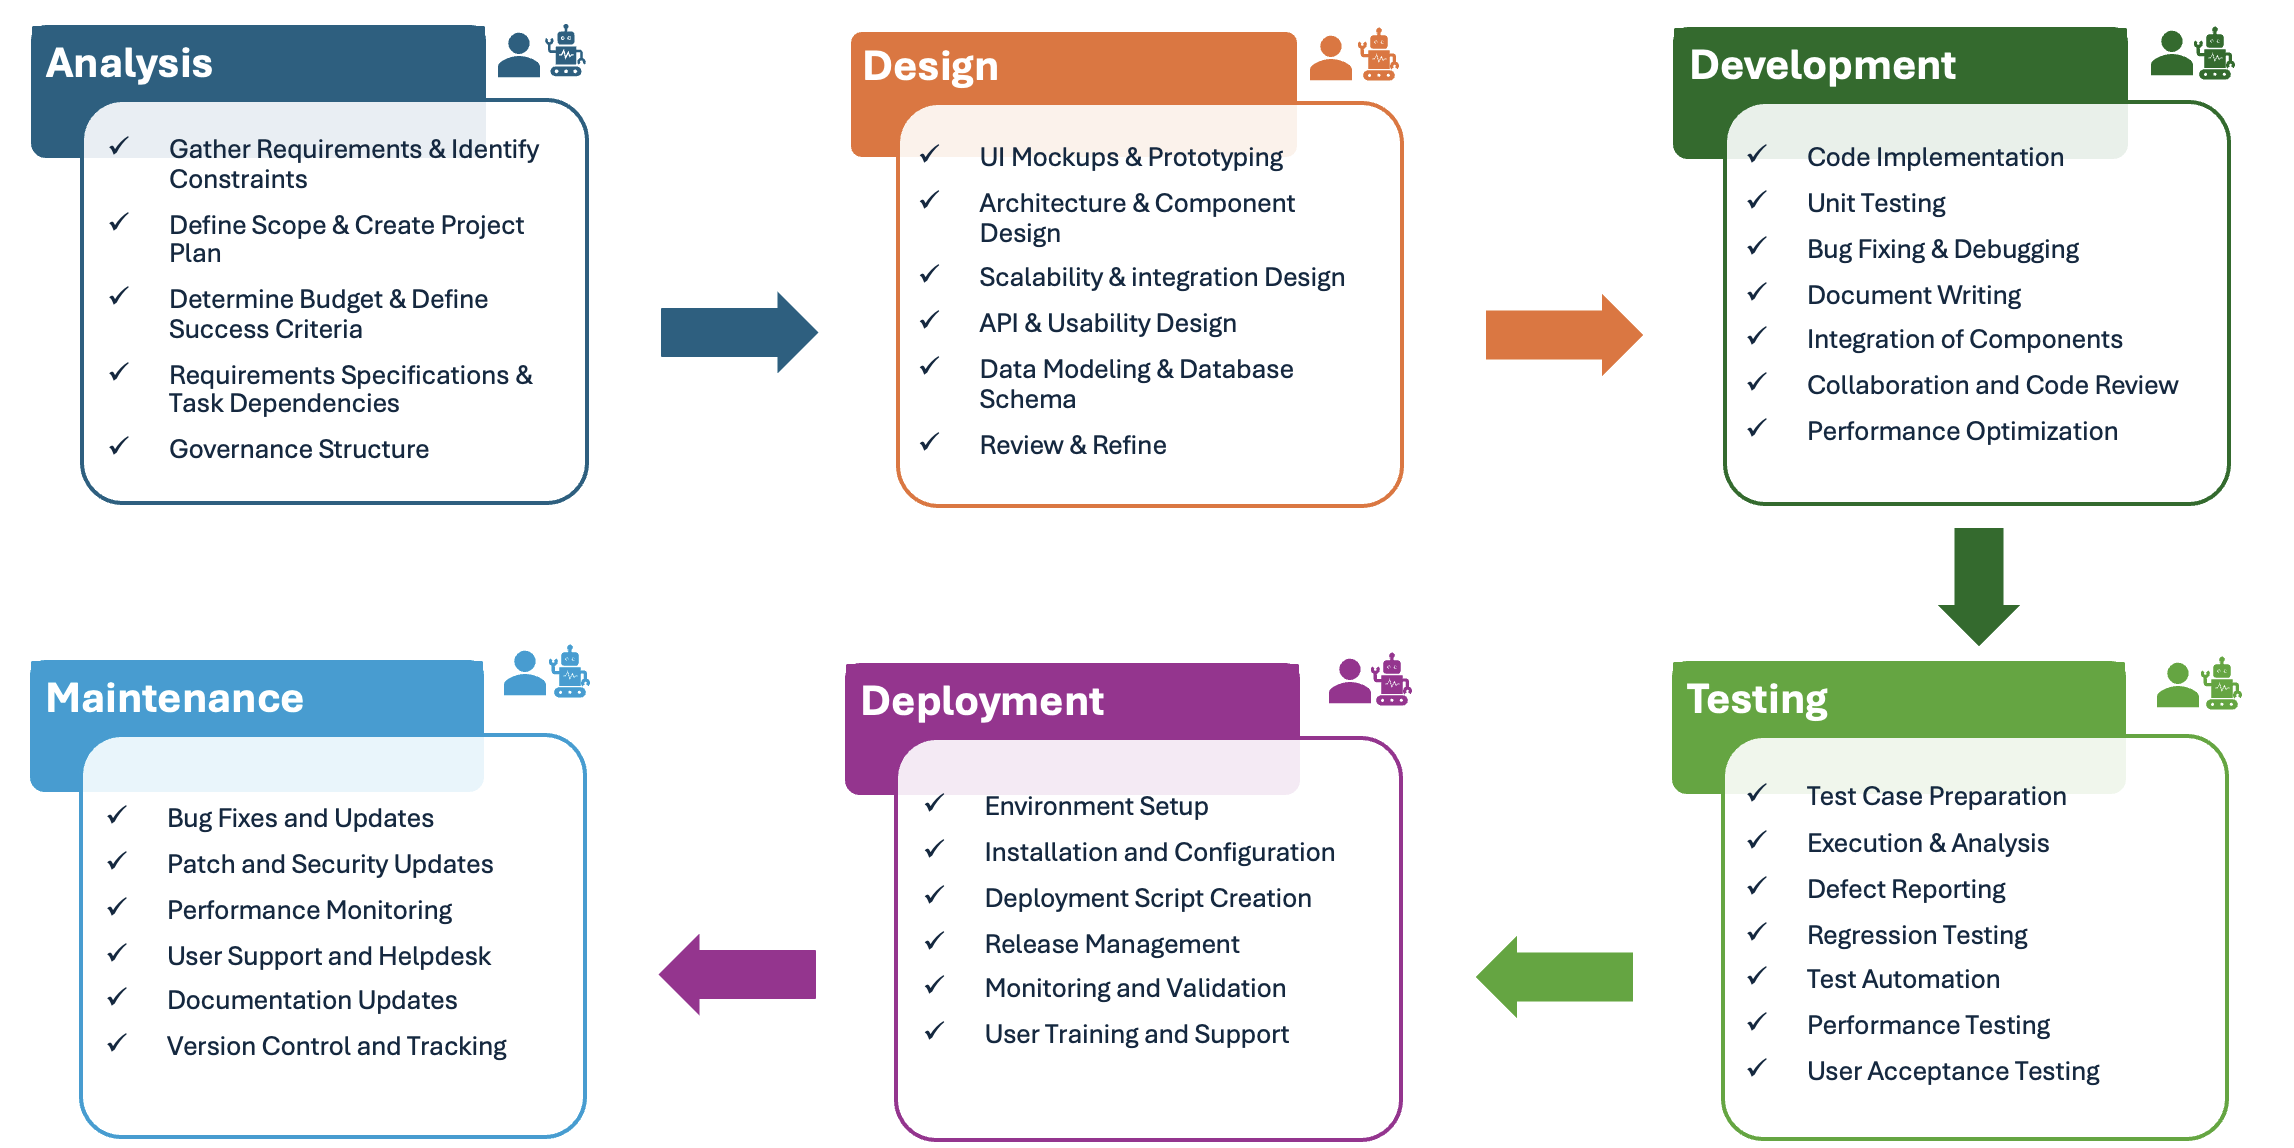 Analysis
Gather Requirements & Identify
Constraints
Define Scope & Create Project
Plan
Determine Budget & Define
Success Criteria
Requirements Specifications &
Task Dependencies
Governance Structure
Design
UI Mockups & Prototyping
Architecture & Component
Design
Scalability & integration Design
API & Usability Design
Data Modeling & Database
Schema
Review & Refine
Development
Code Implementation
Unit Testing
Bug Fixing & Debugging
Document Writing
Integration of Components
Collaboration and Code Review
Performance Optimization
Testing
Test Case Preparation
Execution & Analysis
Defect Reporting
Regression Testing
Test Automation
Performance Testing
User Acceptance Testing
Deployment
Environment Setup
Installation and Configuration
Deployment Script Creation
Release Management
Monitoring and Validation
User Training and Support
Maintenance
Bug Fixes and Updates
Patch and Security Updates
Performance Monitoring
User Support and Helpdesk
Documentation Updates
Version Control and Tracking